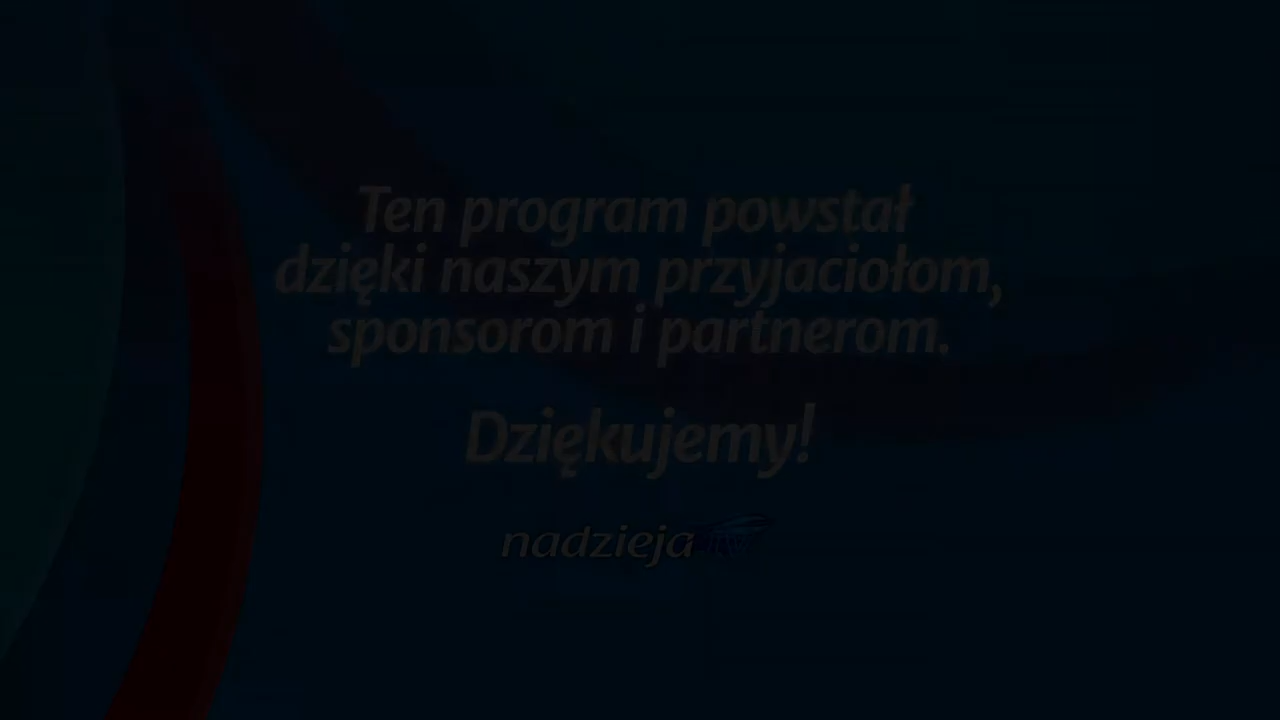 Ten program powstał
dzięki naszym przyjaciołom,
sponsorom i partnerom.
Dziękujemy!
nadzieja